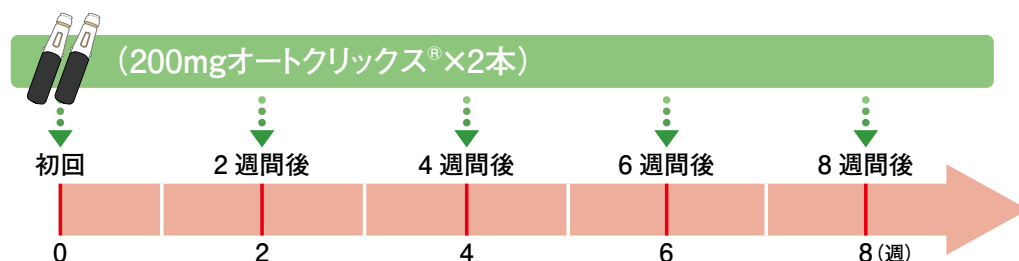 （200mgオートクリックス®×2本）
初回 2週間後 4週間後 6週間後 8週間後
0 2 4 6 8（週）